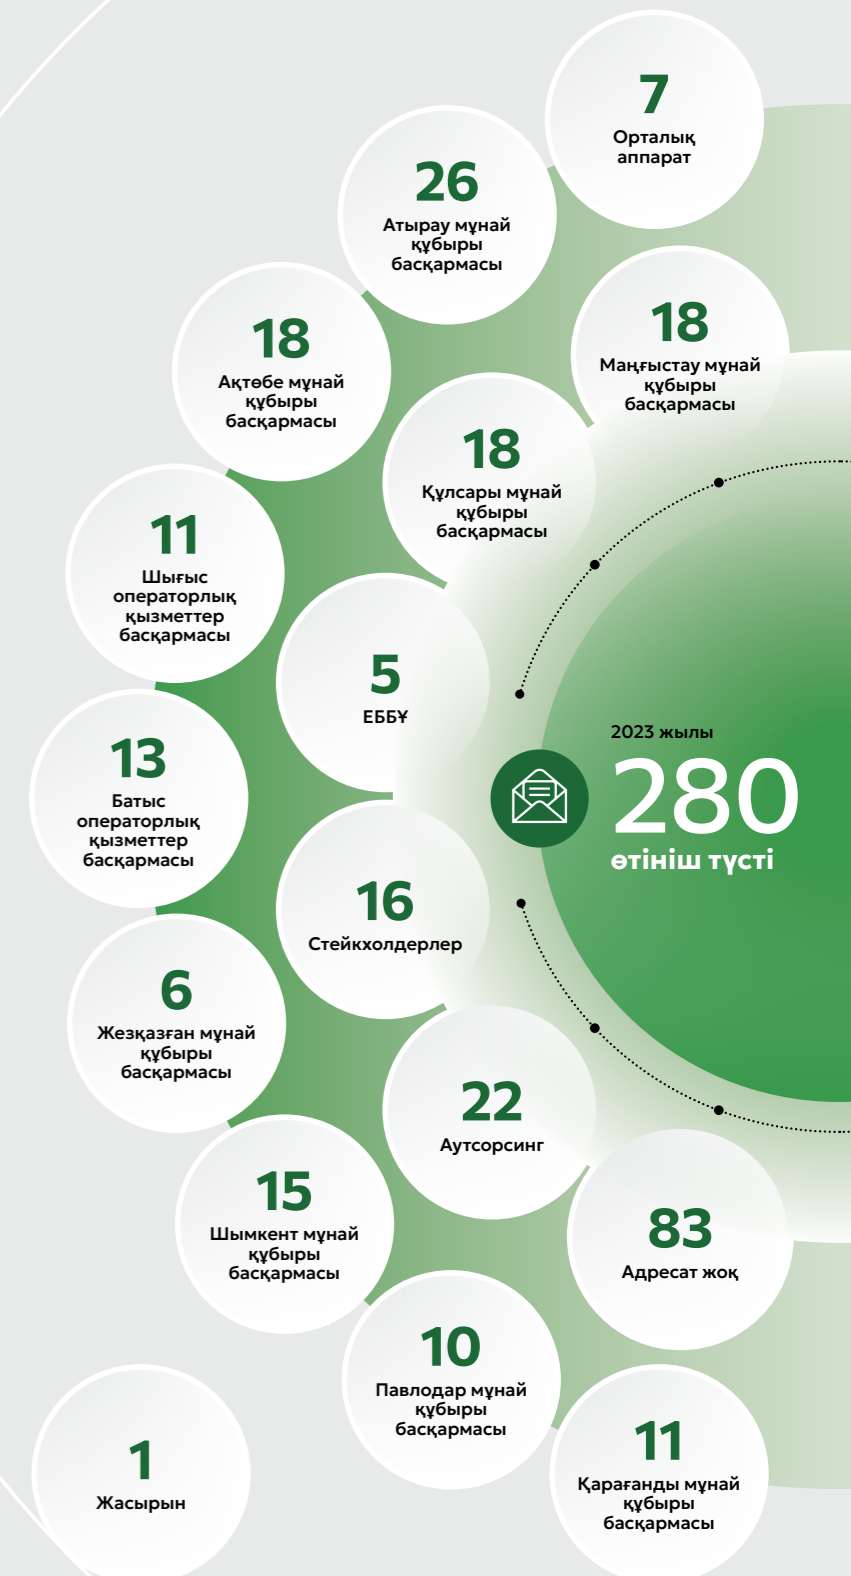 7
Орталық
аппарат
26
Атырау мұнай
құбыры
басқармасы
18
Маңғыстау мұнай
құбыры
басқармасы
18
Ақтөбе мұнай
құбыры
басқармасы
18
Құлсары мұнай
құбыры
басқармасы
11
Шығыс
операторлық
қызметтер
басқармасы
5
ЕББҰ
2023 жылы
280
өтініш түсті
13
Батыс
операторлық
қызметтер
басқармасы
16
Стейкхолдерлер
6
Жезқазған мұнай
құбыры
басқармасы
22
Аутсорсинг
15
Шымкент мұнай
құбыры
басқармасы
83
Адресат жоқ
10
Павлодар мұнай
құбыры
басқармасы
11
Қарағанды мұнай
құбыры
басқармасы
1
Жасырын